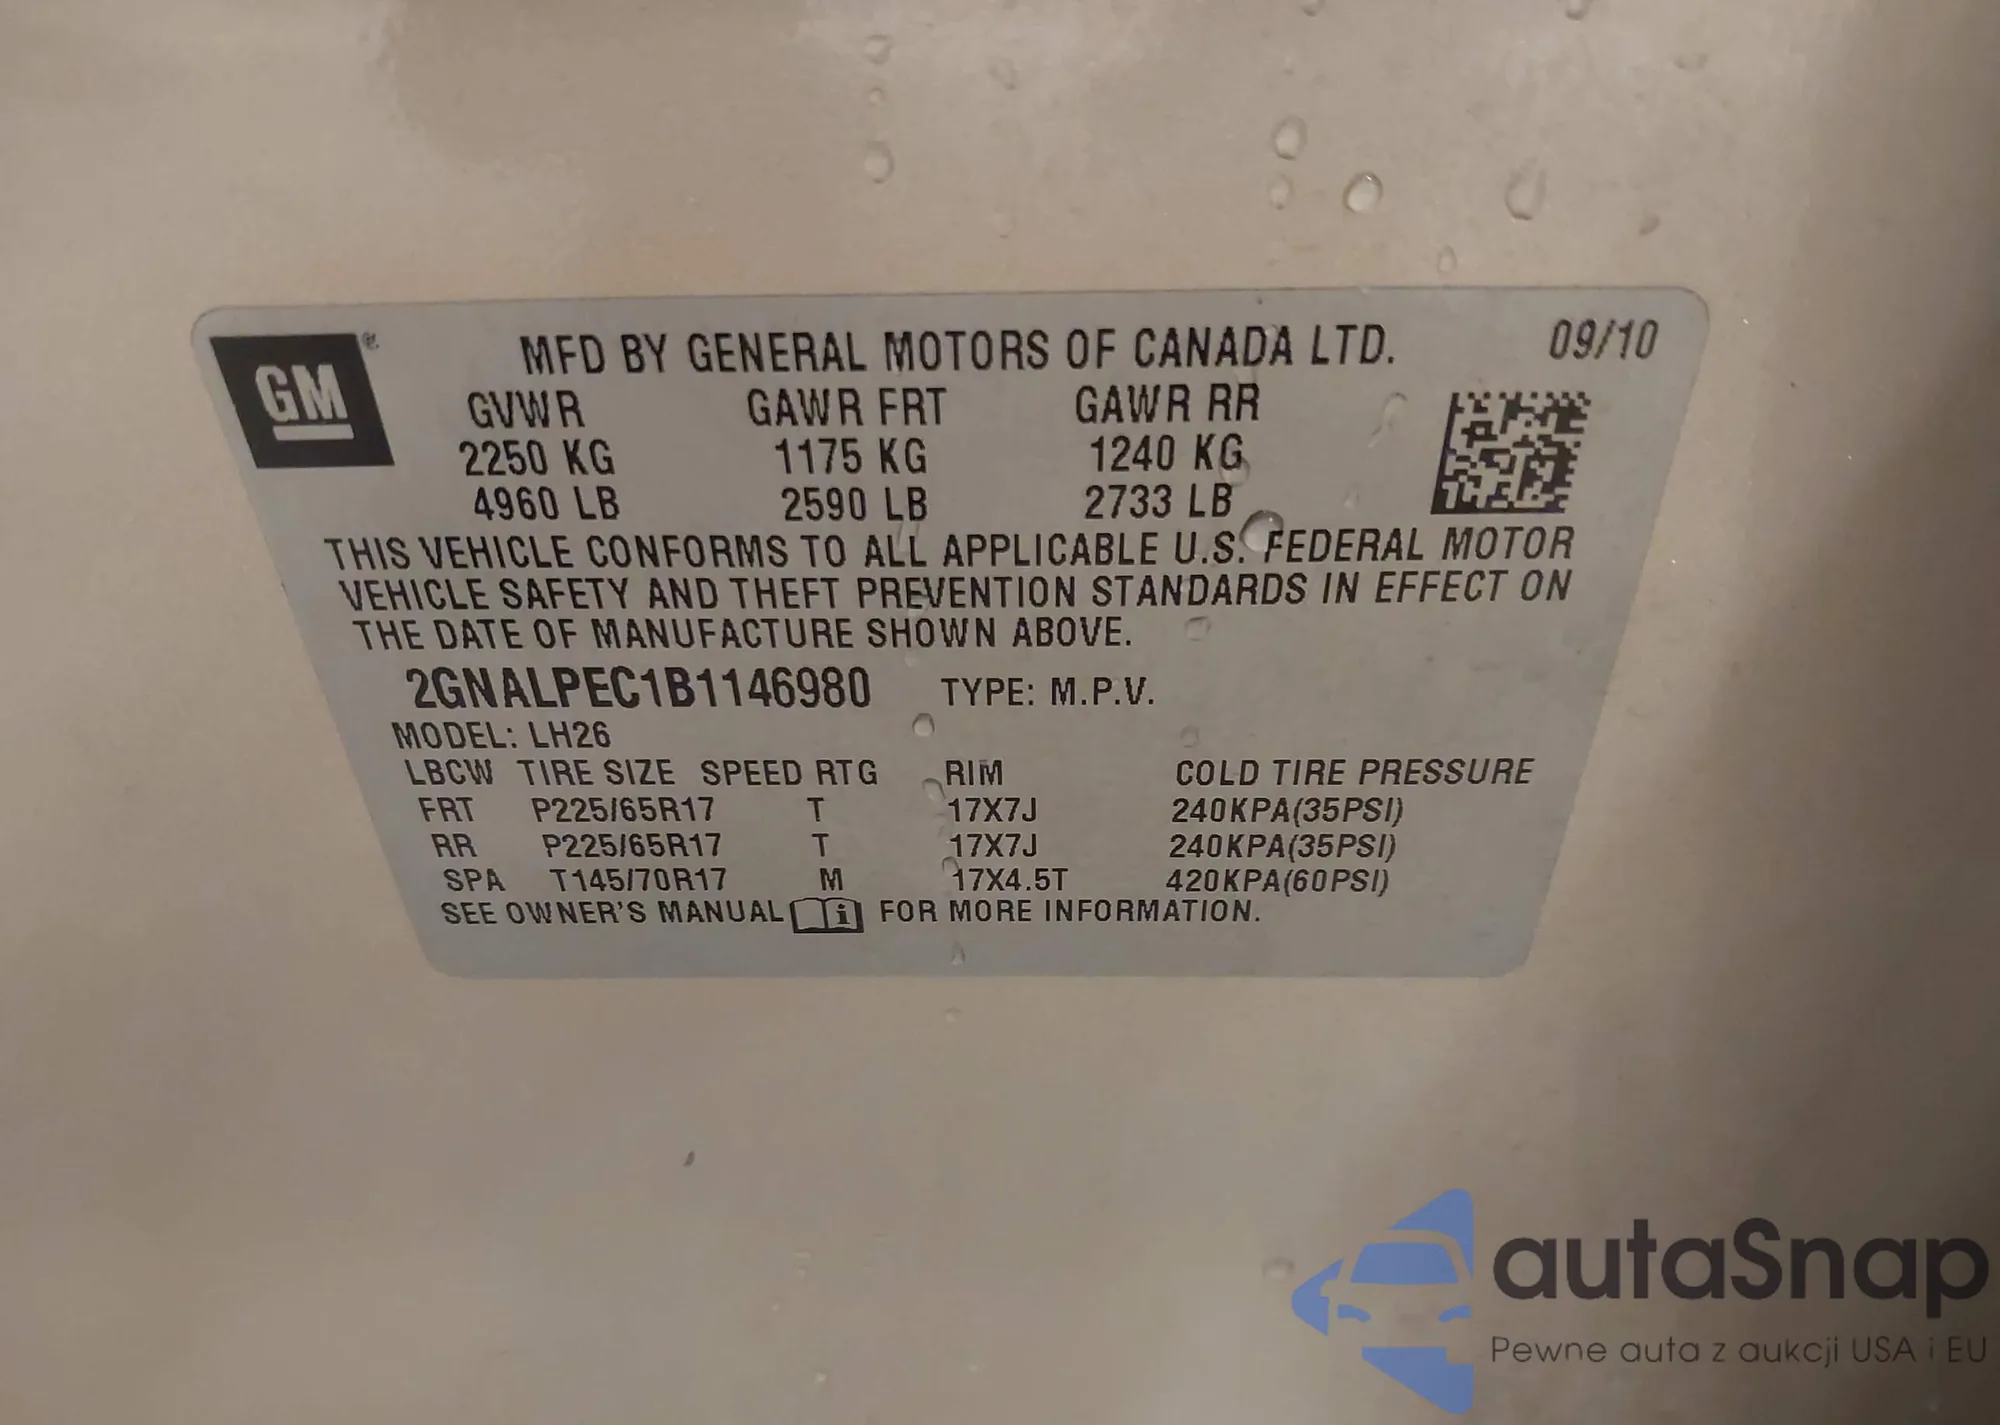 GM ®
MFD BY GENERAL MOTORS OF CANADA LTD. 09/10
GVWR GAWR FRT GAWR RR
2250 KG 1175 KG 1240 KG
4960 LB 2590 LB 2733 LB
THIS VEHICLE CONFORMS TO ALL APPLICABLE U.S. FEDERAL MOTOR
VEHICLE SAFETY AND THEFT PREVENTION STANDARDS IN EFFECT ON
THE DATE OF MANUFACTURE SHOWN ABOVE.
2GNALPEC1B1146980 TYPE: M.P.V.
MODEL: LH26
LBCW TIRE SIZE SPEED RTG RIM COLD TIRE PRESSURE
FRT P225/65R17 T 17X7J 240KPA(35PSI)
RR P225/65R17 T 17X7J 240KPA(35PSI)
SPA T145/70R17 M 17X4.5T 420KPA(60PSI)
SEE OWNER'S MANUAL i FOR MORE INFORMATION.
autaSnap
Pewne auta z aukcji USA i EU